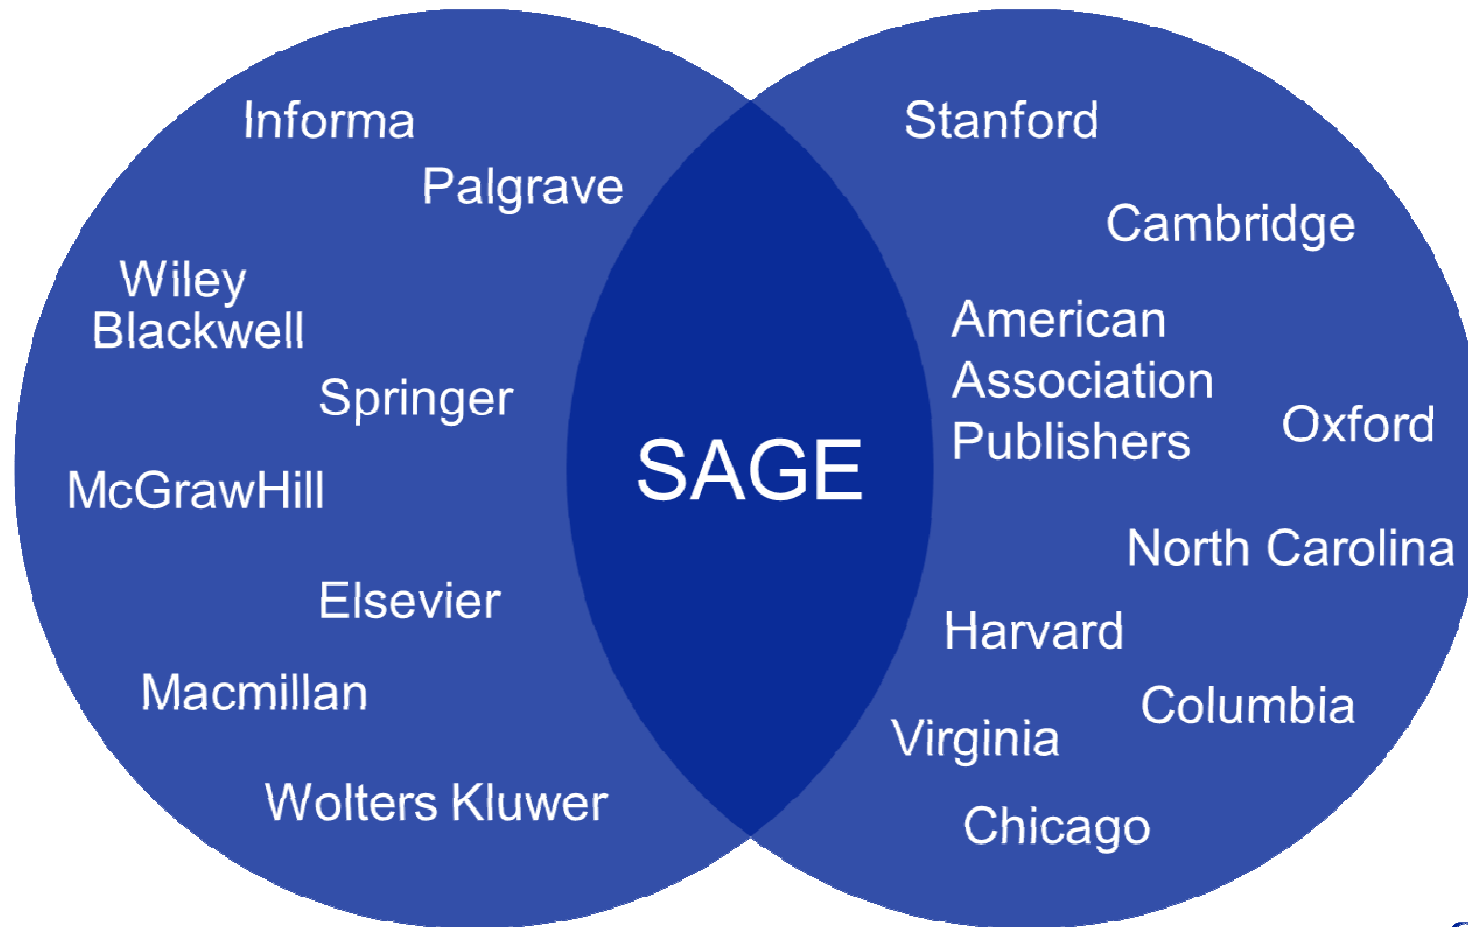 Informa
Palgrave
Wiley
Blackwell
Springer
McGrawHill
Elsevier
Macmillan
Wolters Kluwer
SAGE
Stanford
Cambridge
American
Association
Publishers
Oxford
North Carolina
Harvard
Columbia
Virginia
Chicago